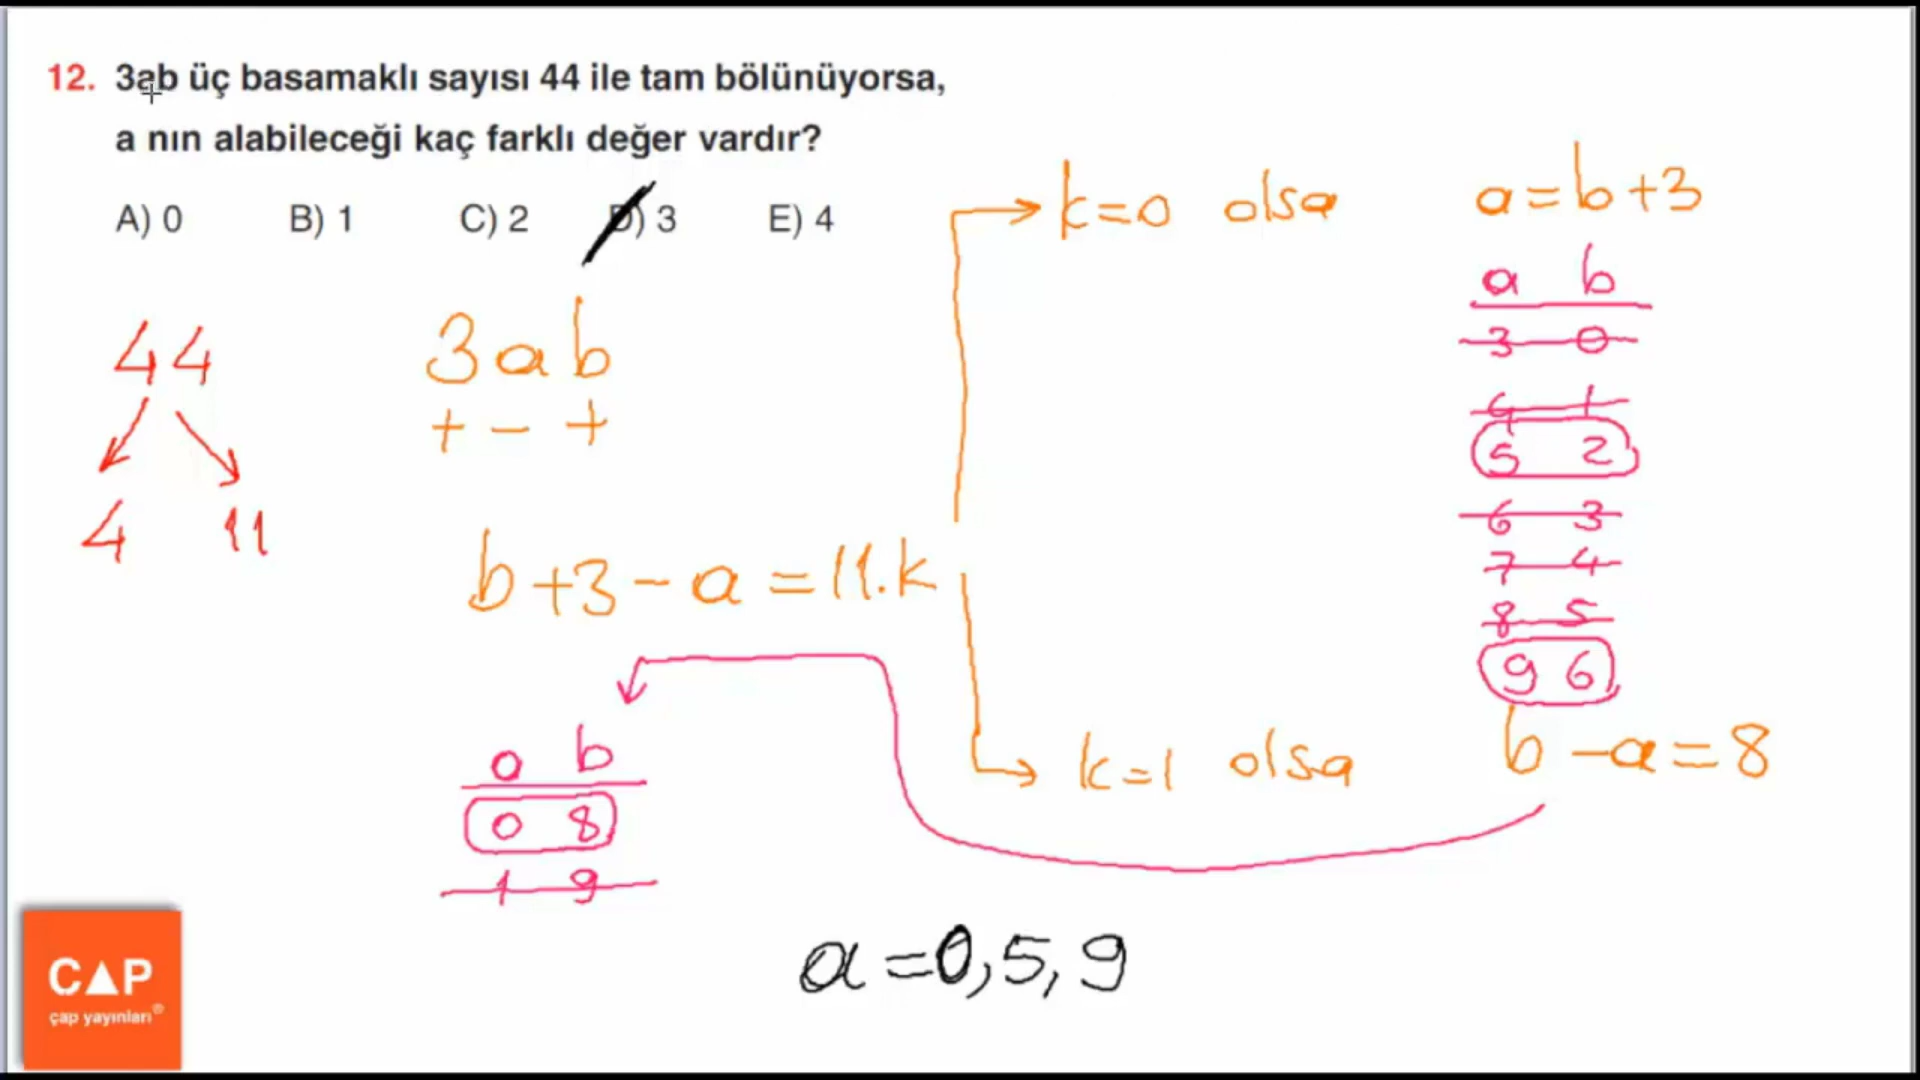 12. 3ab üç basamaklı sayısı 44 ile tam bölünüyorsa,
a nın alabileceği kaç farklı değer vardır?
A) 0 B) 1 C) 2 D) 3 E) 4
44
4 11
3ab
+ - +
b+3-a=11.k
k=0 olsa a=b+3
a b
3 0
4 1
5 2
6 3
7 4
8 5
9 6
k=1 olsa b-a=8
a b
0 8
1 9
a=0,5,9
ÇAP
çap yayınları®